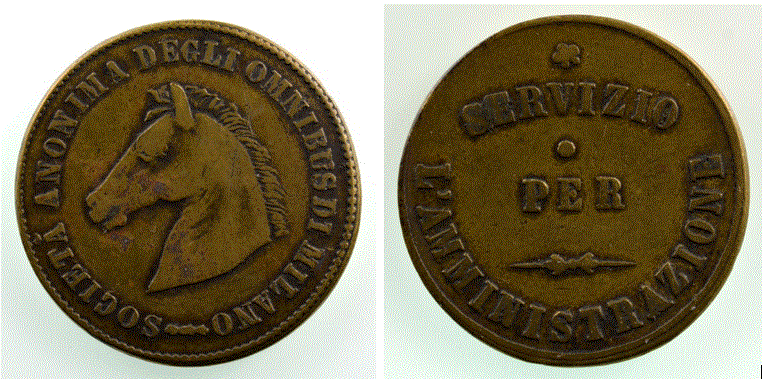 SOCIETÀ ANONIMA DEGLI OMNIBUS DI MILANO
SERVIZIO
PER
L'AMMINISTRAZIONE